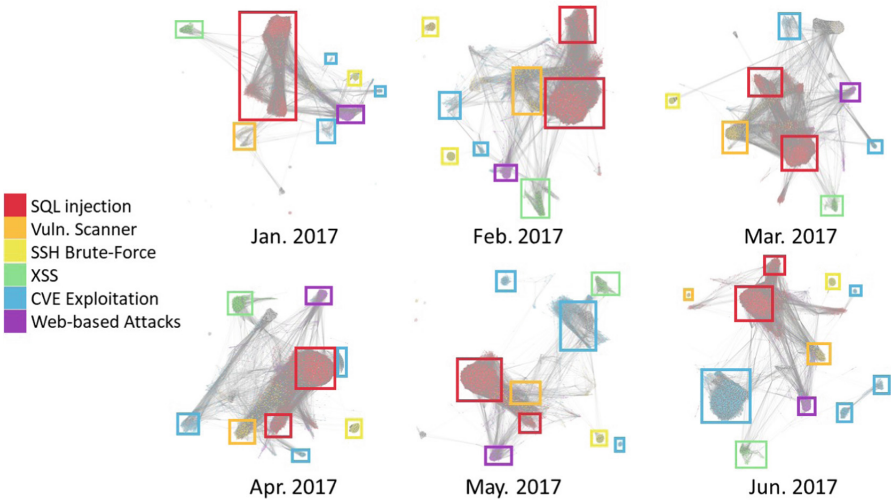 Jan. 2017
Feb. 2017
Mar. 2017
SQL injection
Vuln. Scanner
SSH Brute-Force
XSS
CVE Exploitation
Web-based Attacks
Apr. 2017
May. 2017
Jun. 2017